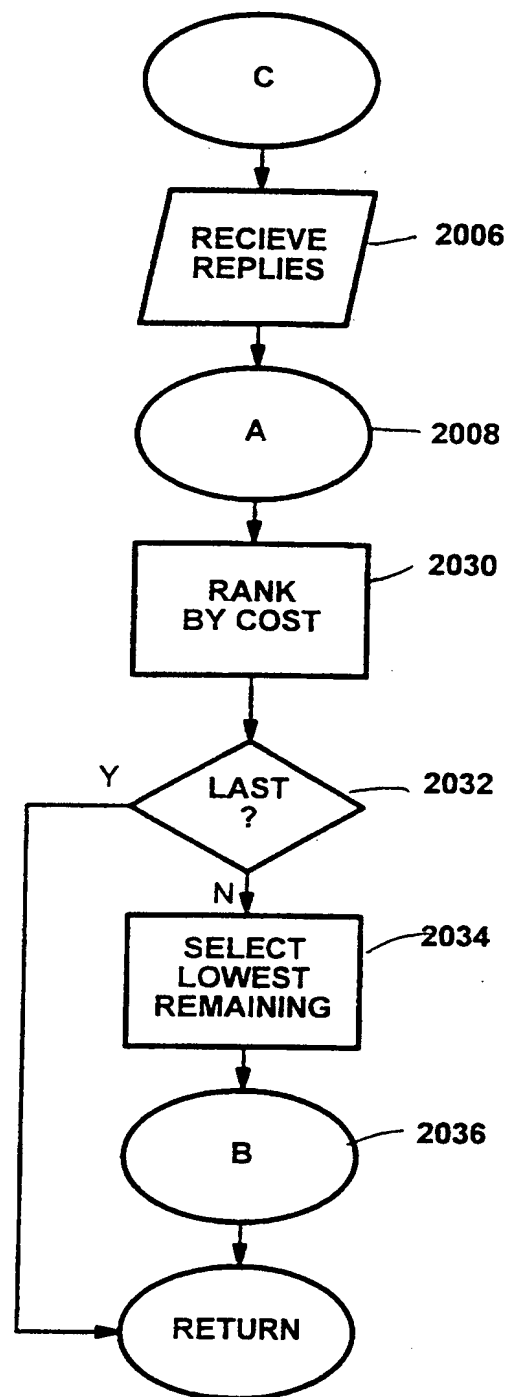 C
RECIEVE
REPLIES
2006
A
2008
RANK
BY COST
2030
Y
LAST
?
2032
N
SELECT
LOWEST
REMAINING
2034
B
2036
RETURN